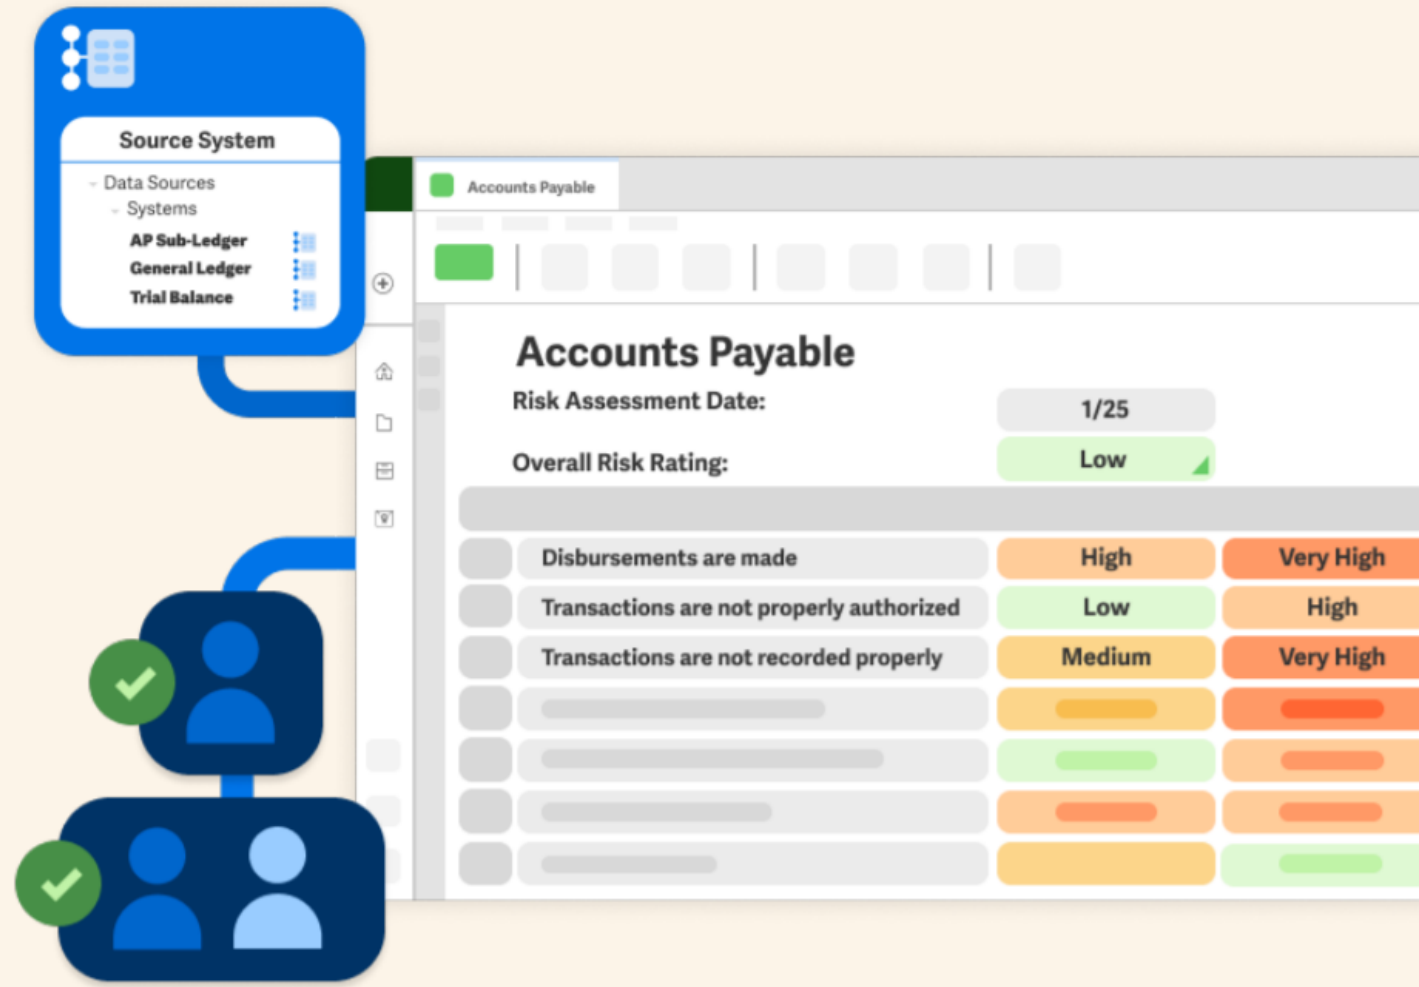 Source System
Data Sources
Systems
AP Sub-Ledger
General Ledger
Trial Balance
Accounts Payable
Accounts Payable
Risk Assessment Date: 1/25
Overall Risk Rating: Low
Disbursements are made High Very High
Transactions are not properly authorized Low High
Transactions are not recorded properly Medium Very High